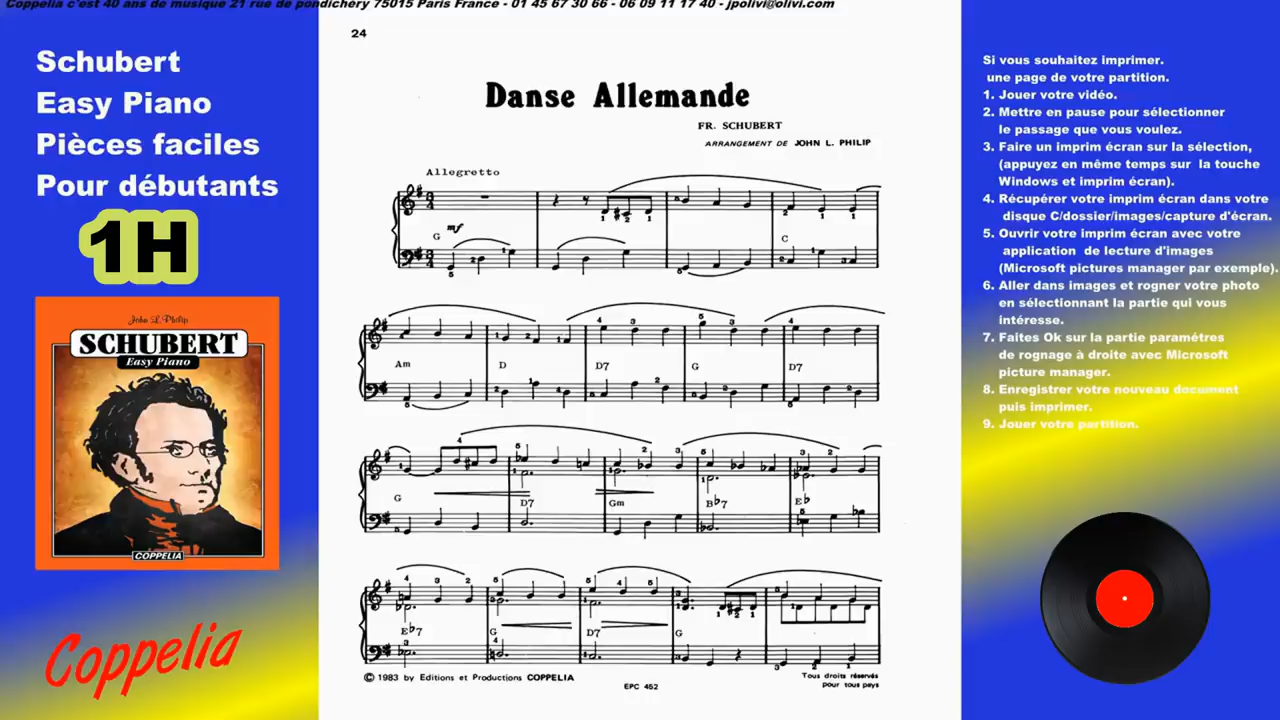 Coppelia c'est 40 ans de musique 21 rue de pondichéry 75015 Paris France - 01 45 67 30 66 - 06 09 11 17 40 - jpolivi@olivi.com
Schubert
Easy Piano
Pièces faciles
Pour débutants
1H
John L. Philip
SCHUBERT
Easy Piano
COPPELIA
Coppelia
24
Danse Allemande
FR. SCHUBERT
ARRANGEMENT DE JOHN L. PHILIP
Allegretto
mf
G C
Am D D7 G D7
G D7 Gm Bb7 Eb
Eb7 G D7 G
© 1983 by Editions et Productions COPPELIA
EPC 452
Tous droits réservés
pour tous pays
Si vous souhaitez imprimer.
une page de votre partition.
1. Jouer votre vidéo.
2. Mettre en pause pour sélectionner
le passage que vous voulez.
3. Faire un imprim écran sur la sélection,
(appuyez en même temps sur la touche
Windows et imprim écran).
4. Récupérer votre imprim écran dans votre
disque C/dossier/images/capture d'écran.
5. Ouvrir votre imprim écran avec votre
application de lecture d'images
(Microsoft pictures manager par exemple).
6. Aller dans images et rogner votre photo
en sélectionnant la partie qui vous
intéresse.
7. Faites Ok sur la partie paramétres
de rognage à droite avec Microsoft
picture manager.
8. Enregistrer votre nouveau document
puis imprimer.
9. Jouer votre partition.